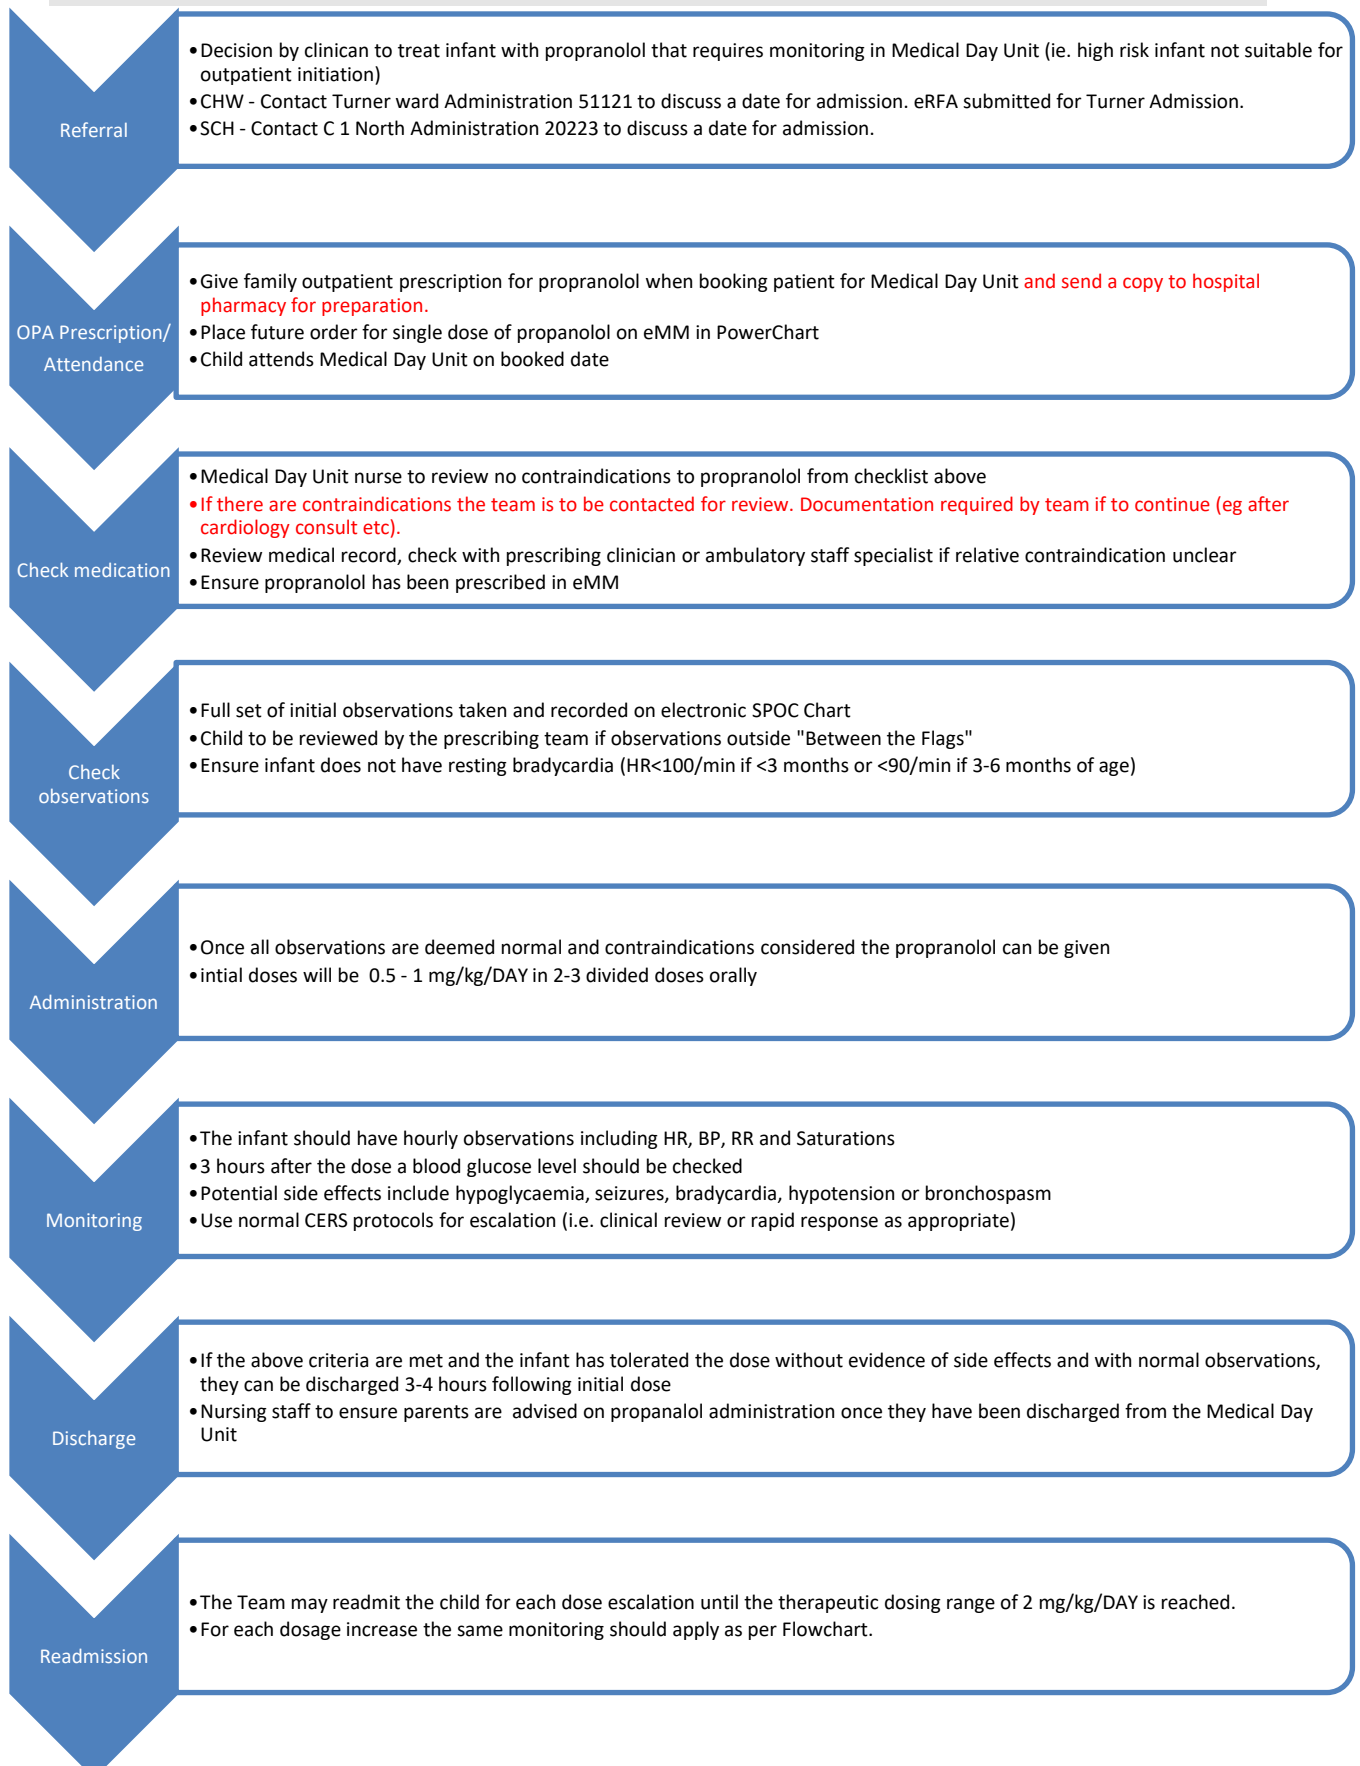 Referral
•Decision by clinican to treat infant with propranolol that requires monitoring in Medical Day Unit (ie. high risk infant not suitable for
outpatient initiation)
•CHW - Contact Turner ward Administration 51121 to discuss a date for admission. eRFA submitted for Turner Admission.
•SCH - Contact C 1 North Administration 20223 to discuss a date for admission.
OPA Prescription/
Attendance
•Give family outpatient prescription for propranolol when booking patient for Medical Day Unit and send a copy to hospital
pharmacy for preparation.
•Place future order for single dose of propanolol on eMM in PowerChart
•Child attends Medical Day Unit on booked date
Check medication
•Medical Day Unit nurse to review no contraindications to propranolol from checklist above
•If there are contraindications the team is to be contacted for review. Documentation required by team if to continue (eg after
cardiology consult etc).
•Review medical record, check with prescribing clinician or ambulatory staff specialist if relative contraindication unclear
•Ensure propranolol has been prescribed in eMM
Check
observations
•Full set of initial observations taken and recorded on electronic SPOC Chart
•Child to be reviewed by the prescribing team if observations outside "Between the Flags"
•Ensure infant does not have resting bradycardia (HR<100/min if <3 months or <90/min if 3-6 months of age)
Administration
•Once all observations are deemed normal and contraindications considered the propranolol can be given
•intial doses will be 0.5 - 1 mg/kg/DAY in 2-3 divided doses orally
Monitoring
•The infant should have hourly observations including HR, BP, RR and Saturations
•3 hours after the dose a blood glucose level should be checked
•Potential side effects include hypoglycaemia, seizures, bradycardia, hypotension or bronchospasm
•Use normal CERS protocols for escalation (i.e. clinical review or rapid response as appropriate)
Discharge
•If the above criteria are met and the infant has tolerated the dose without evidence of side effects and with normal observations,
they can be discharged 3-4 hours following initial dose
•Nursing staff to ensure parents are advised on propanalol administration once they have been discharged from the Medical Day
Unit
Readmission
•The Team may readmit the child for each dose escalation until the therapeutic dosing range of 2 mg/kg/DAY is reached.
•For each dosage increase the same monitoring should apply as per Flowchart.